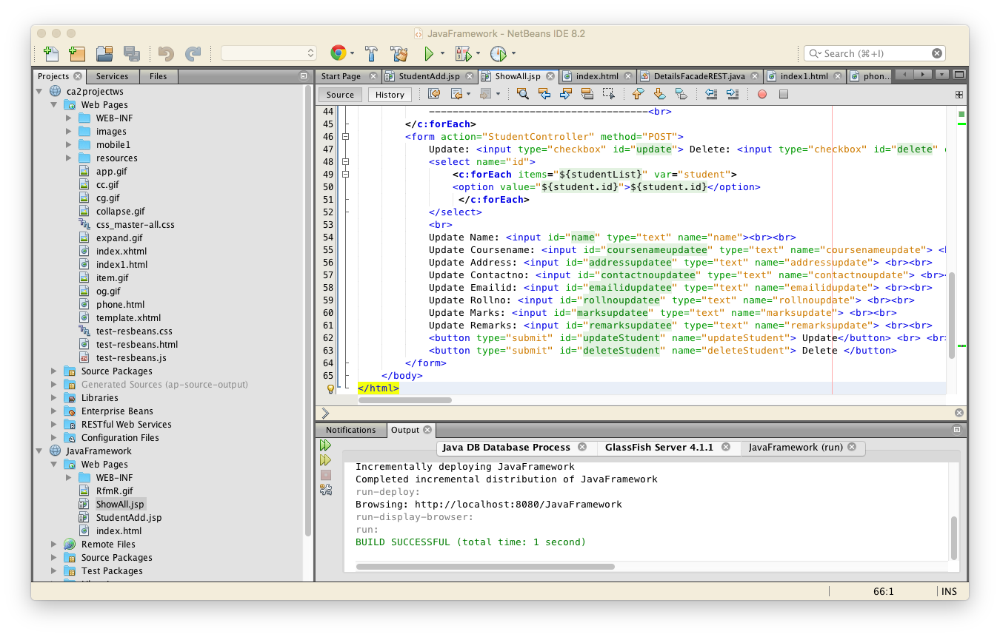 JavaFramework - NetBeans IDE 8.2
Search (⌘+I)
Projects Services Files
Start Page StudentAdd.jsp ShowAll.jsp index.html DetailsFacadeREST.java index1.html phon...
Source History
ca2projectws
Web Pages
WEB-INF
images
mobile1
resources
app.gif
cc.gif
cg.gif
collapse.gif
css_master-all.css
expand.gif
index.xhtml
index1.html
item.gif
og.gif
phone.html
template.xhtml
test-resbeans.css
test-resbeans.html
test-resbeans.js
Source Packages
Generated Sources (ap-source-output)
Libraries
Enterprise Beans
RESTful Web Services
Configuration Files
JavaFramework
Web Pages
WEB-INF
RfmR.gif
ShowAll.jsp
StudentAdd.jsp
index.html
Remote Files
Source Packages
Test Packages
44 -------------------------------------<br>
45 </c:forEach>
46 <form action="StudentController" method="POST">
47 Update: <input type="checkbox" id="update"> Delete: <input type="checkbox" id="delete"
48 <select name="id">
49 <c:forEach items="${studentList}" var="student">
50 <option value="${student.id}">${student.id}</option>
51 </c:forEach>
52 </select>
53 <br>
54 Update Name: <input id="name" type="text" name="name"><br><br>
55 Update Coursename: <input id="coursenameupdatee" type="text" name="coursenameupdate"> <b
56 Update Address: <input id="addressupdatee" type="text" name="addressupdate"> <br><br>
57 Update Contactno: <input id="contactnoupdatee" type="text" name="contactnoupdate"> <br><
58 Update Emailid: <input id="emailidupdatee" type="text" name="emailidupdate"> <br><br>
59 Update Rollno: <input id="rollnoupdatee" type="text" name="rollnoupdate"> <br><br>
60 Update Marks: <input id="marksupdatee" type="text" name="marksupdate"> <br><br>
61 Update Remarks: <input id="remarksupdatee" type="text" name="remarksupdate"> <br><br>
62 <button type="submit" id="updateStudent" name="updateStudent"> Update</button> <br> <br
63 <button type="submit" id="deleteStudent" name="deleteStudent"> Delete </button>
64 </form>
65 </body>
</html>
Notifications Output
Java DB Database Process GlassFish Server 4.1.1 JavaFramework (run)
Incrementally deploying JavaFramework
Completed incremental distribution of JavaFramework
run-deploy:
Browsing: http://localhost:8080/JavaFramework
run-display-browser:
run:
BUILD SUCCESSFUL (total time: 1 second)
66:1 INS